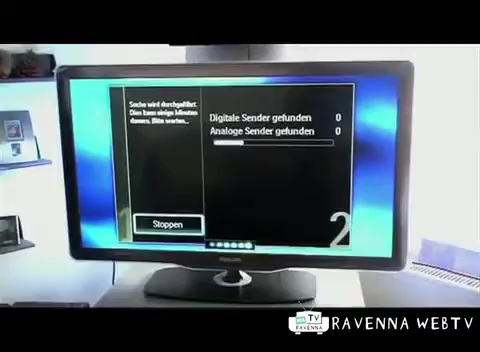 Suche wird durchgeführt.
Dies kann einige Minuten
dauern. Bitte warten...
Digitale Sender gefunden 0
Analoge Sender gefunden 0
Stoppen
2
PHILIPS
TV
RAVENNA
RAVENNA WEBTV